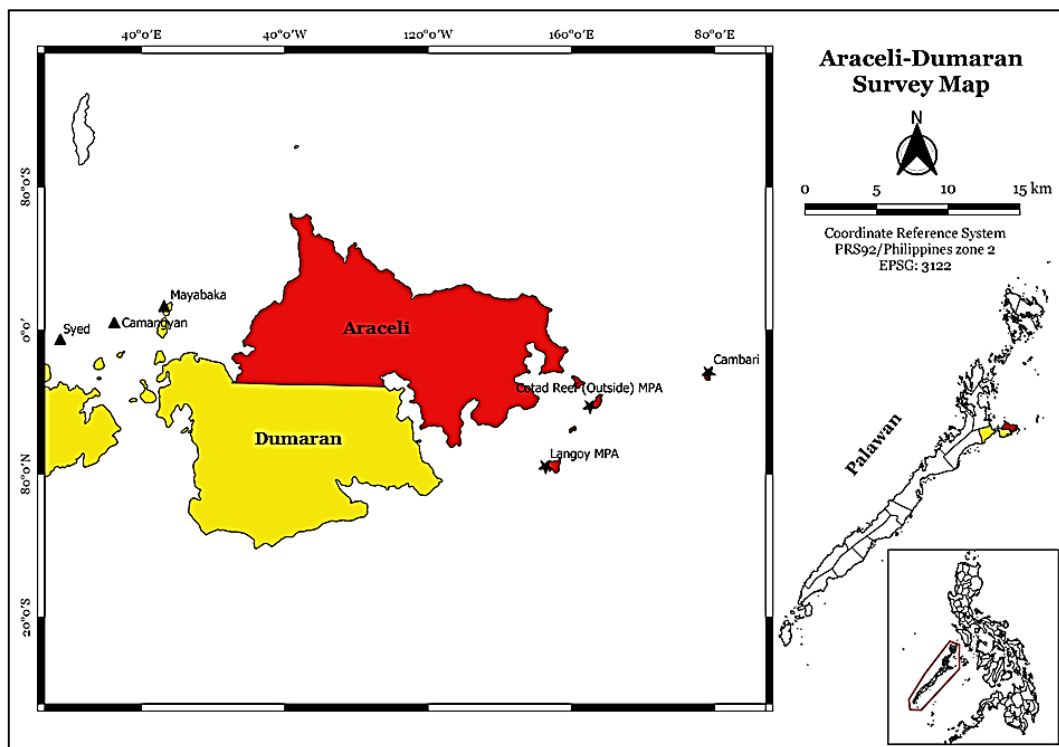 40°0'E
40°0'W
120°0'W
160°0'E
80°0'E
80°0'S
0°0'
80°0'N
20°0'S
Mayabaka
Camangyan
Syed
Araceli
Dumaran
Cambari
Cotad Reef (Outside) MPA
Langoy MPA
Araceli-Dumaran
Survey Map
N
0 5 10 15 km
Coordinate Reference System
PRS92/Philippines zone 2
EPSG: 3122
Palawan